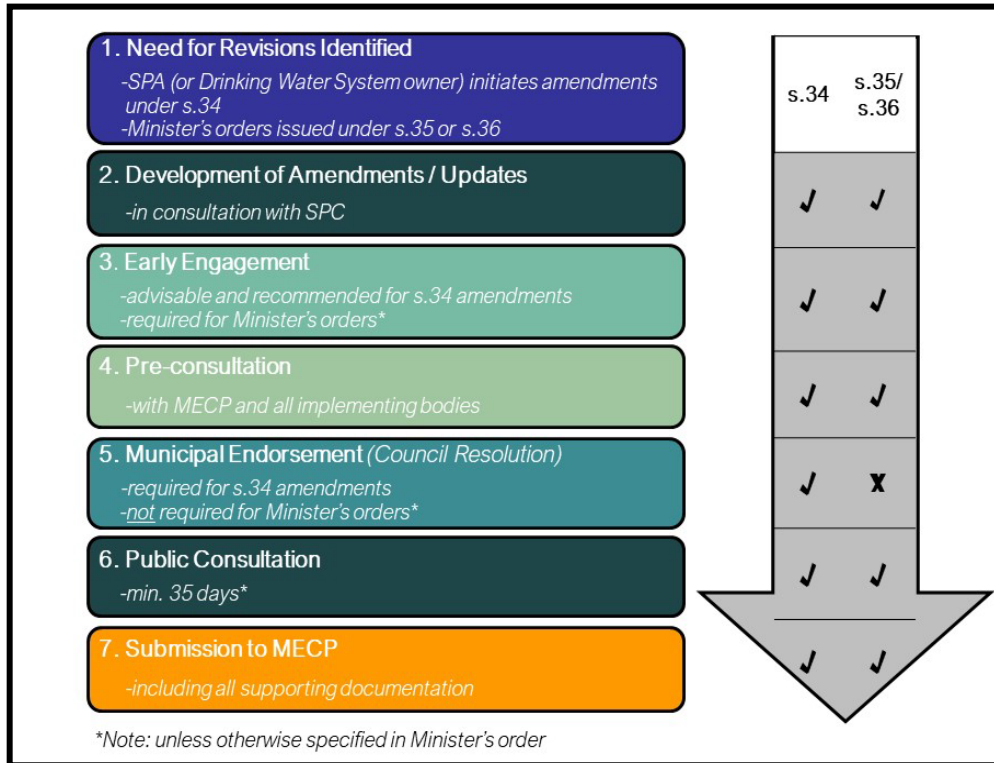 1. Need for Revisions Identified
-SPA (or Drinking Water System owner) initiates amendments
under s.34
-Minister's orders issued under s.35 or s.36
s.34
s.35/
s.36
2. Development of Amendments / Updates
-in consultation with SPC
✓ ✓
3. Early Engagement
-advisable and recommended for s.34 amendments
-required for Minister's orders*
✓ ✓
4. Pre-consultation
-with MECP and all implementing bodies
✓ ✓
5. Municipal Endorsement (Council Resolution)
-required for s.34 amendments
-not required for Minister's orders*
✓ X
6. Public Consultation
-min. 35 days*
✓ ✓
7. Submission to MECP
-including all supporting documentation
✓ ✓
*Note: unless otherwise specified in Minister's order